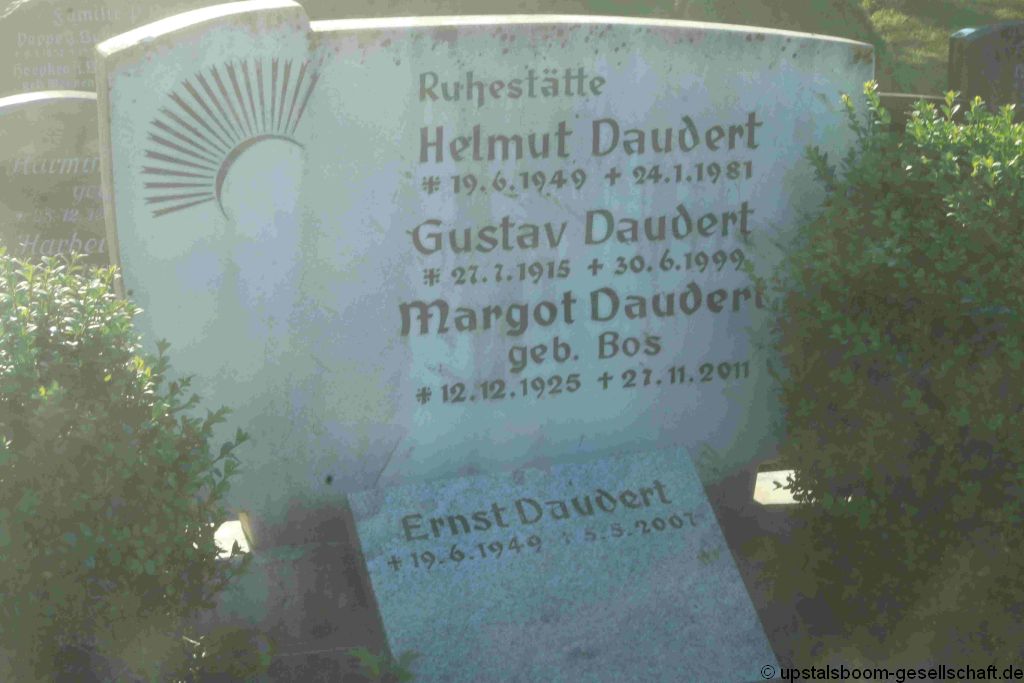 Familie
Ruhestätte
Helmut Daudert
* 19.6.1949 + 24.1.1981
Gustav Daudert
* 27.7.1915 + 30.6.1999
Margot Daudert
geb. Bos
* 12.12.1925 + 27.11.2011
Ernst Daudert
* 19.6.1949 + 5.5.2007
© upstalsboom-gesellschaft.de